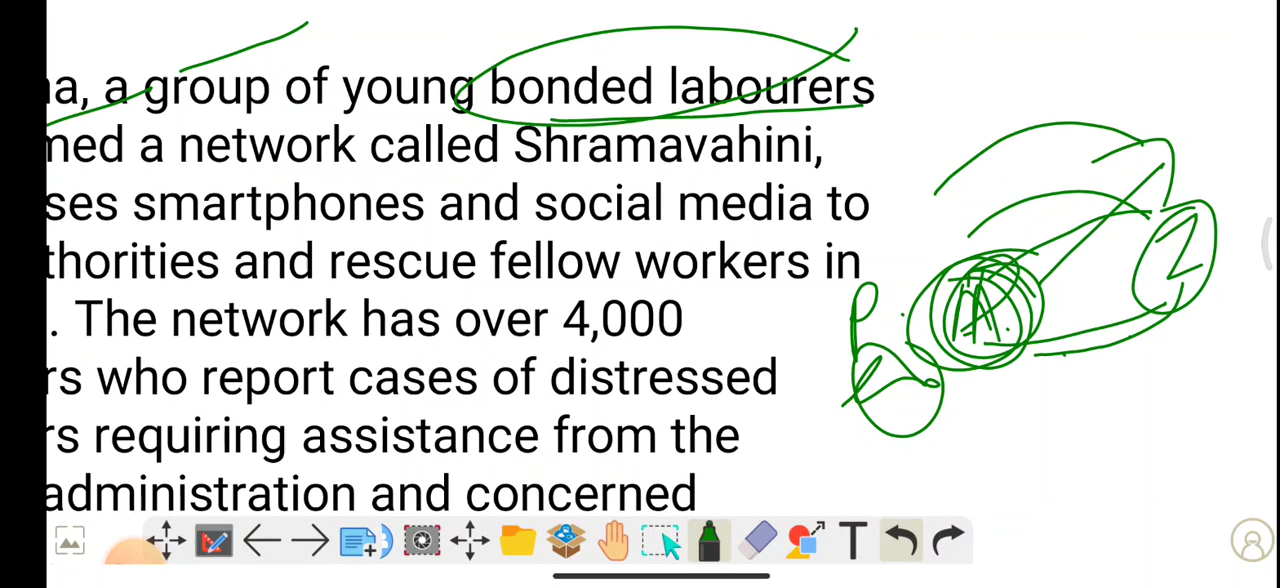 na, a group of young bonded labourers
med a network called Shramavahini,
ses smartphones and social media to
thorities and rescue fellow workers in
. The network has over 4,000
rs who report cases of distressed
rs requiring assistance from the
administration and concerned
T